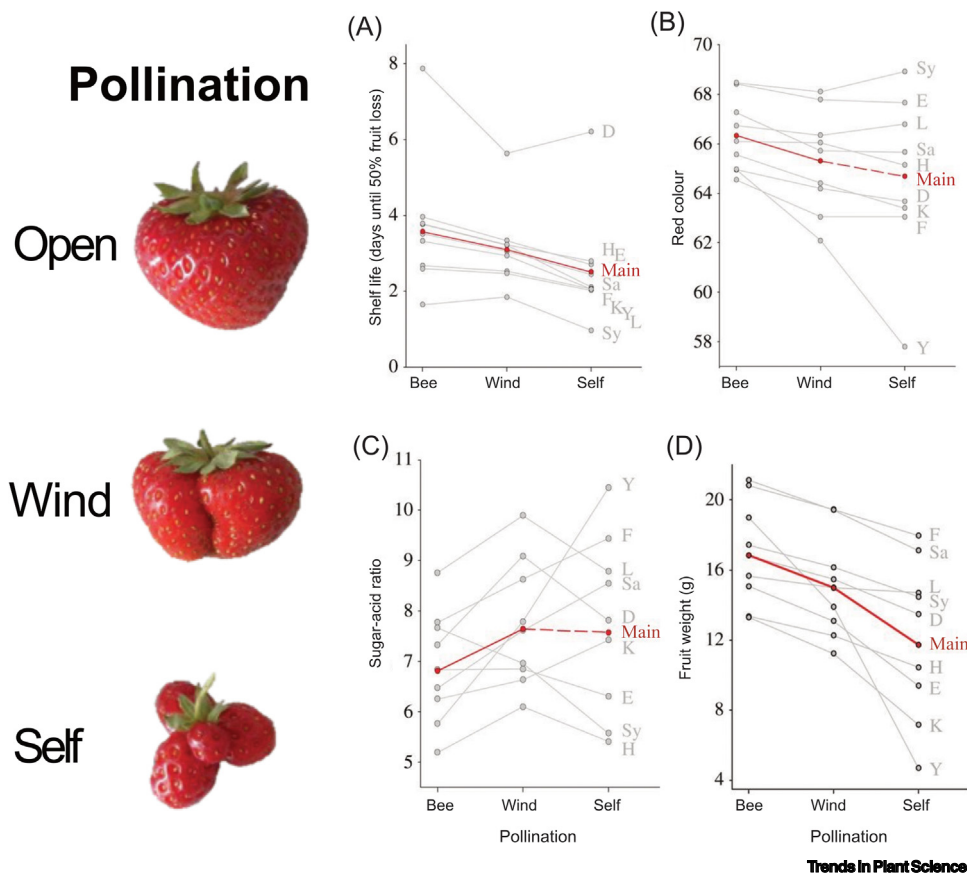 Pollination
Open
Wind
Self
(A)
Shelf life (days until 50% fruit loss)
8
6
4
2
0
D
H E
Main
Sa
F K Y L
Sy
Bee Wind Self
(B)
Red colour
70
68
66
64
62
60
58
Sy
E
L
Sa
H
Main
D
K
F
Y
Bee Wind Self
(C)
Sugar-acid ratio
11
10
9
8
7
6
5
Y
F
L
Sa
D
Main
K
E
Sy
H
Bee Wind Self
Pollination
(D)
Fruit weight (g)
20
16
12
8
4
F
Sa
L
Sy
D
Main
H
E
K
Y
Bee Wind Self
Pollination
Trends in Plant Science